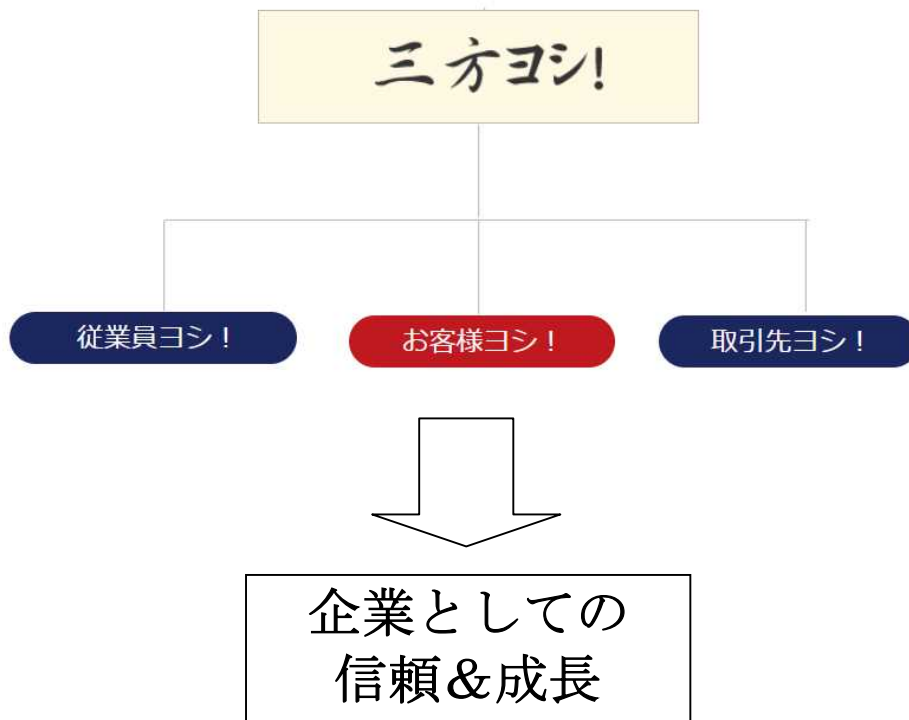 三方ヨシ!
従業員ヨシ！
お客様ヨシ！
取引先ヨシ！
企業としての
信頼＆成長